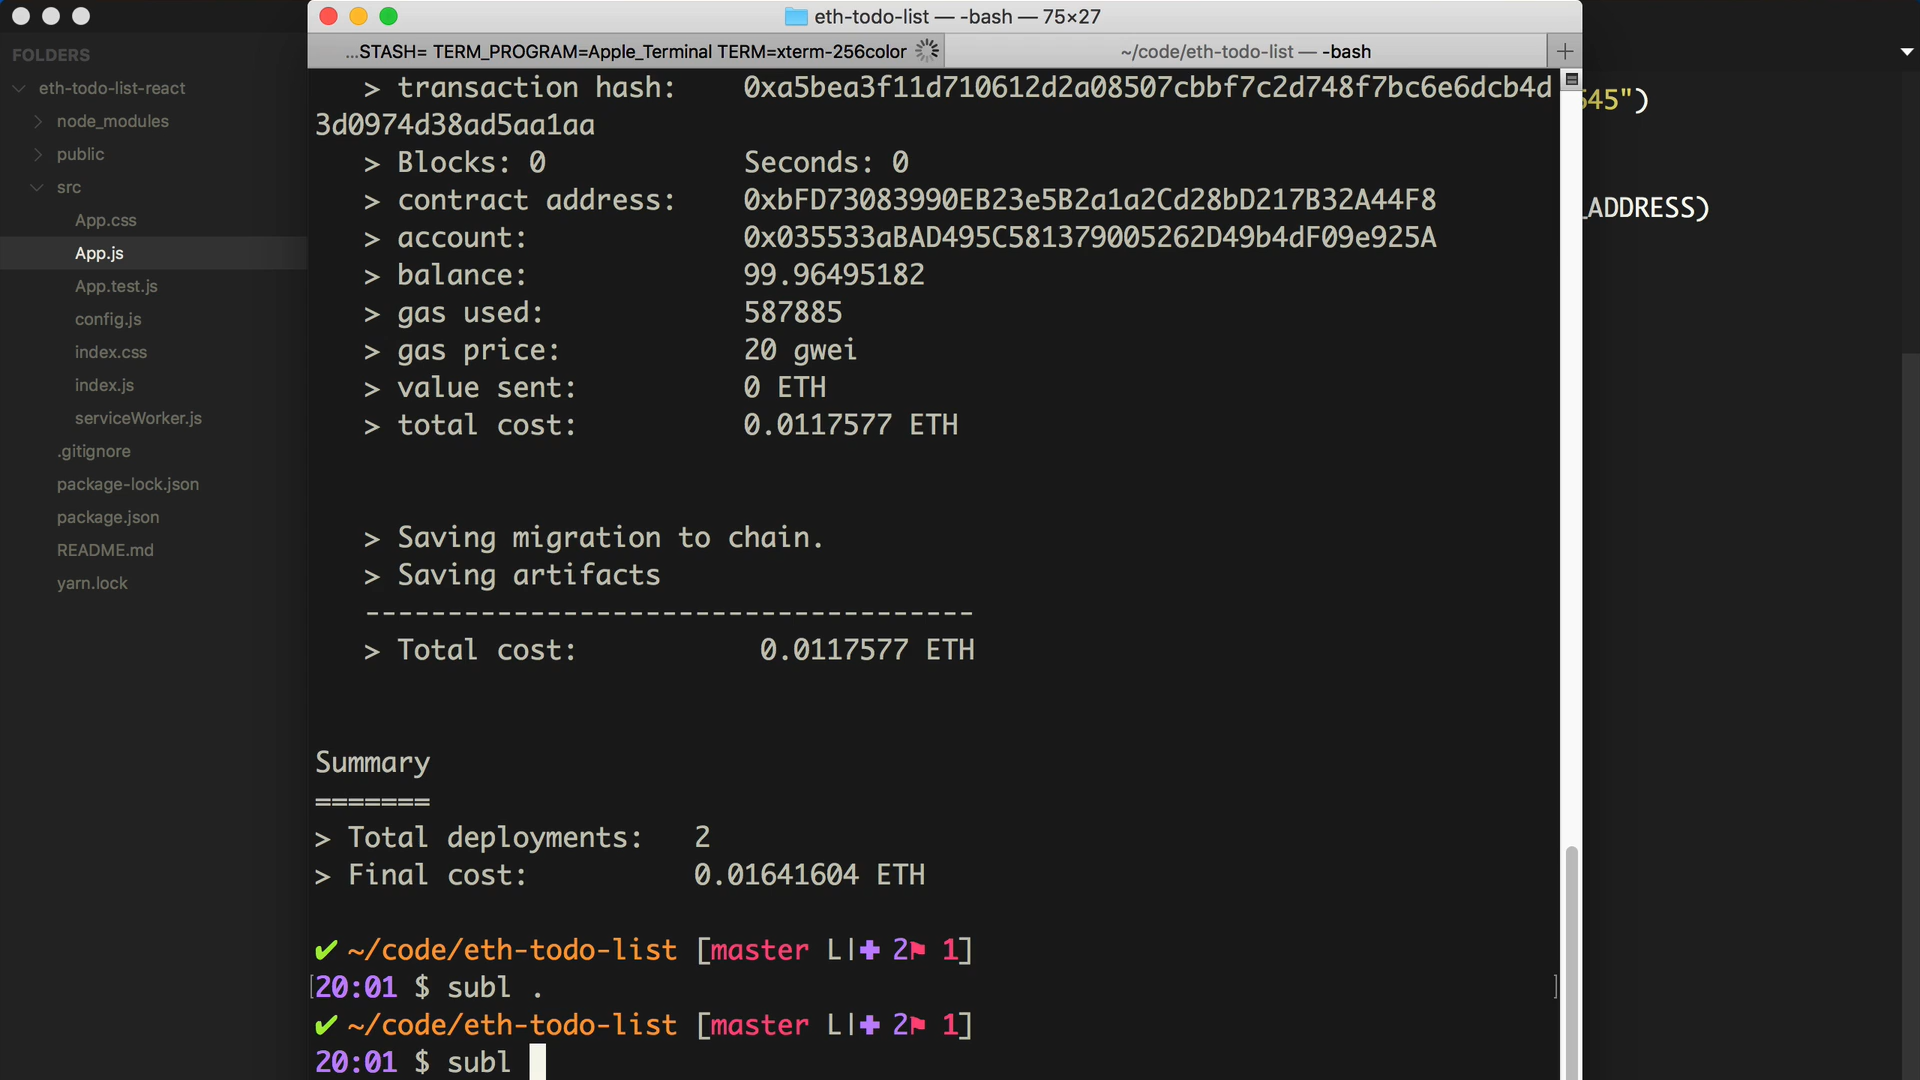 eth-todo-list — -bash — 75×27
...STASH= TERM_PROGRAM=Apple_Terminal TERM=xterm-256color
~/code/eth-todo-list — -bash
FOLDERS
eth-todo-list-react
node_modules
public
src
App.css
App.js
App.test.js
config.js
index.css
index.js
serviceWorker.js
.gitignore
package-lock.json
package.json
README.md
yarn.lock
> transaction hash: 0xa5bea3f11d710612d2a08507cbbf7c2d748f7bc6e6dcb4d
3d0974d38ad5aa1aa
> Blocks: 0 Seconds: 0
> contract address: 0xbFD73083990EB23e5B2a1a2Cd28bD217B32A44F8
> account: 0x035533aBAD495C581379005262D49b4dF09e925A
> balance: 99.96495182
> gas used: 587885
> gas price: 20 gwei
> value sent: 0 ETH
> total cost: 0.0117577 ETH
> Saving migration to chain.
> Saving artifacts
-------------------------------------
> Total cost: 0.0117577 ETH
Summary
=======
> Total deployments: 2
> Final cost: 0.01641604 ETH
✔ ~/code/eth-todo-list [master L|✚ 2⚑ 1]
[20:01 $ subl . ]
✔ ~/code/eth-todo-list [master L|✚ 2⚑ 1]
20:01 $ subl
545")
_ADDRESS)